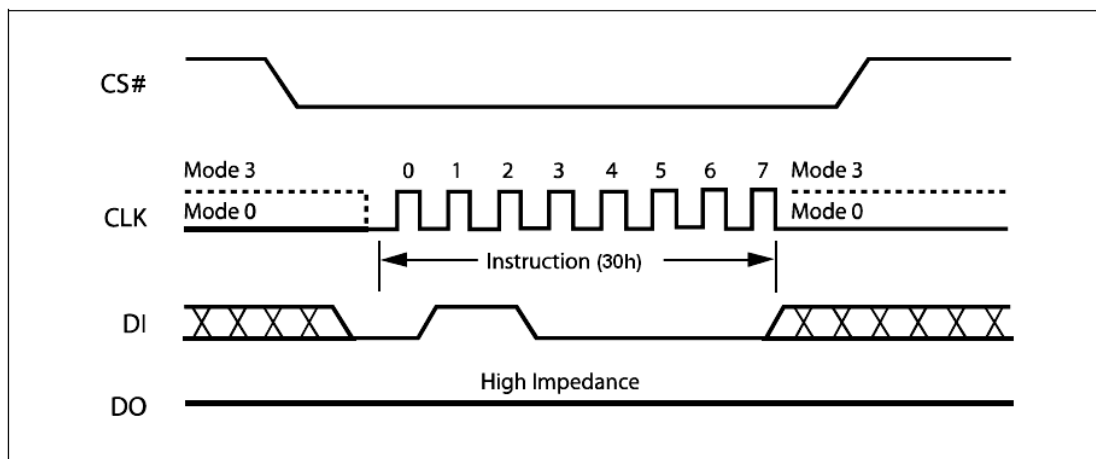 CS#
Mode 3
0 1 2 3 4 5 6 7
Mode 3
CLK
Mode 0
Mode 0
Instruction (30h)
DI
High Impedance
DO